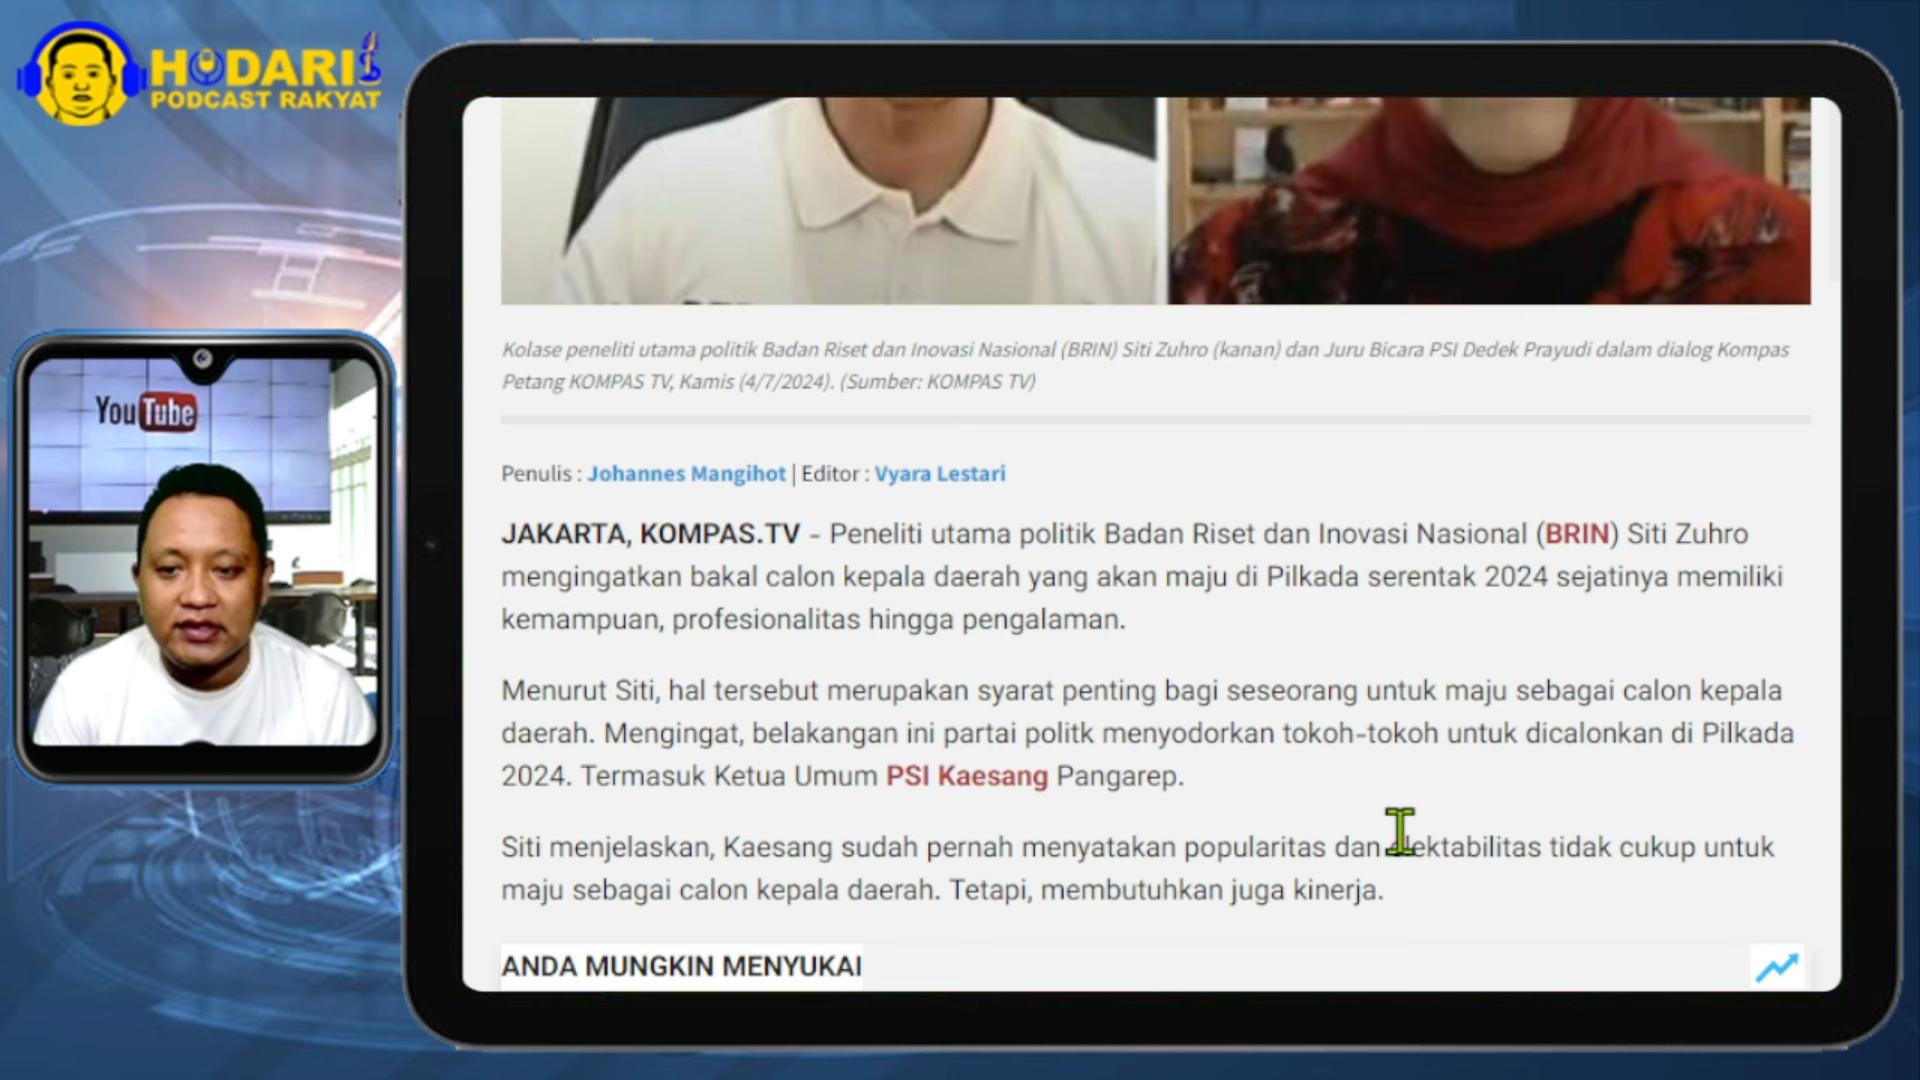 HODARI
PODCAST RAKYAT
YouTube
Kolase peneliti utama politik Badan Riset dan Inovasi Nasional (BRIN) Siti Zuhro (kanan) dan Juru Bicara PSI Dedek Prayudi dalam dialog Kompas
Petang KOMPAS TV, Kamis (4/7/2024). (Sumber: KOMPAS TV)
Penulis : Johannes Mangihot | Editor : Vyara Lestari
JAKARTA, KOMPAS.TV - Peneliti utama politik Badan Riset dan Inovasi Nasional (BRIN) Siti Zuhro
mengingatkan bakal calon kepala daerah yang akan maju di Pilkada serentak 2024 sejatinya memiliki
kemampuan, profesionalitas hingga pengalaman.
Menurut Siti, hal tersebut merupakan syarat penting bagi seseorang untuk maju sebagai calon kepala
daerah. Mengingat, belakangan ini partai politk menyodorkan tokoh-tokoh untuk dicalonkan di Pilkada
2024. Termasuk Ketua Umum PSI Kaesang Pangarep.
Siti menjelaskan, Kaesang sudah pernah menyatakan popularitas dan elektabilitas tidak cukup untuk
maju sebagai calon kepala daerah. Tetapi, membutuhkan juga kinerja.
ANDA MUNGKIN MENYUKAI